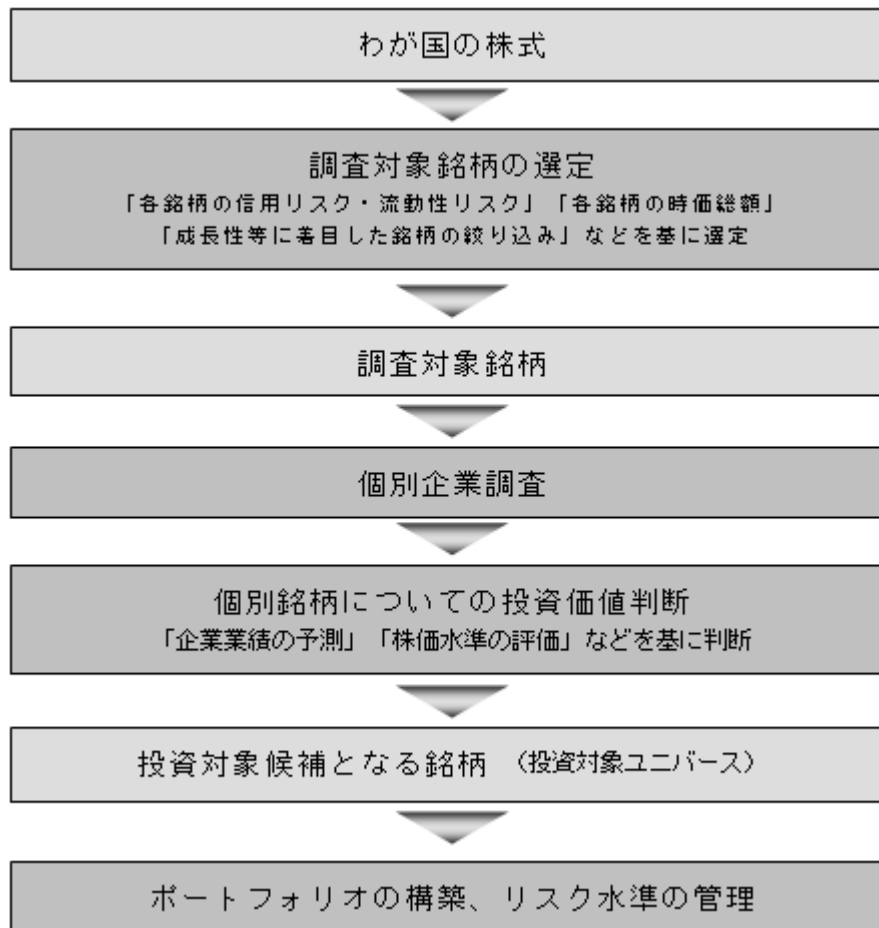 わが国の株式
調査対象銘柄の選定
「各銘柄の信用リスク・流動性リスク」「各銘柄の時価総額」
「成長性等に着目した銘柄の絞り込み」などを基に選定
調査対象銘柄
個別企業調査
個別銘柄についての投資価値判断
「企業業績の予測」「株価水準の評価」などを基に判断
投資対象候補となる銘柄 （投資対象ユニバース）
ポートフォリオの構築、リスク水準の管理